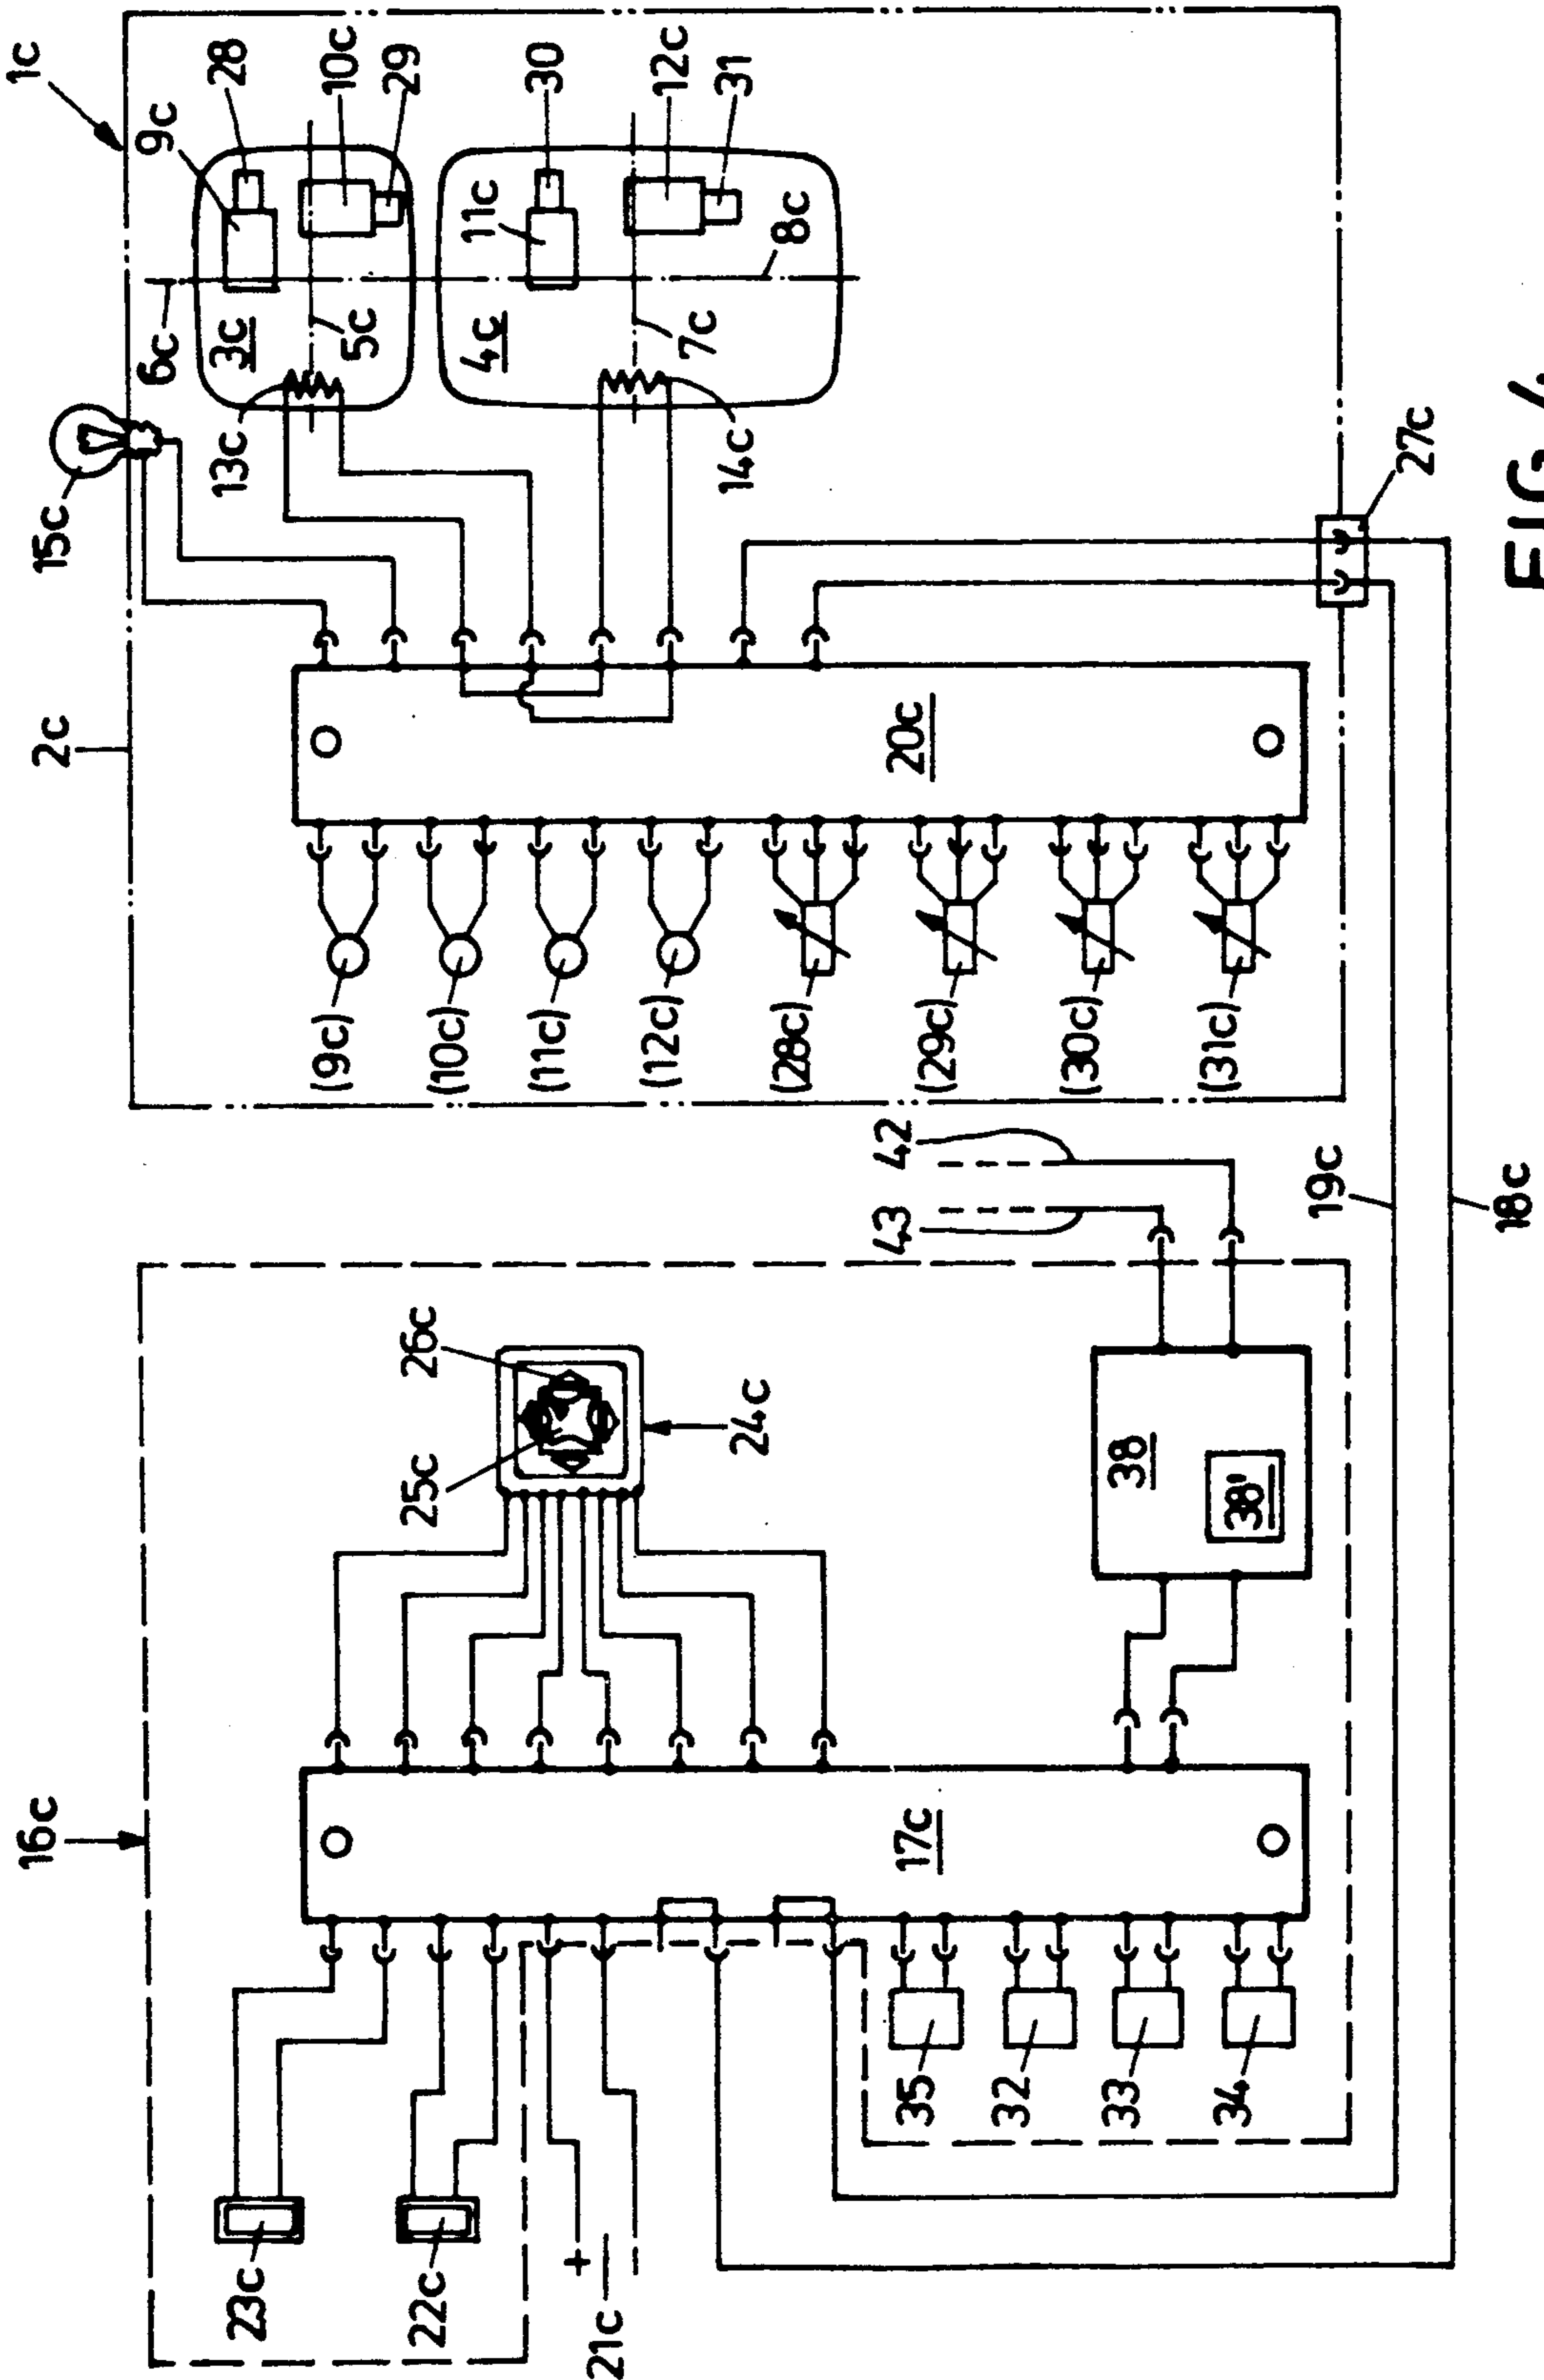 1c
9c
28
10c
29
30
12c
31
11c
8c
6c
3c
5c
4c
7c
15c
13c
14c
27c
2c
20c
(9c)
(10c)
(11c)
(12c)
(28c)
(29c)
(30c)
(31c)
42
43
19c
18c
26c
25c
24c
38
38'
16c
17c
35
32
33
34
23c
22c
+
21c
FIG. 4